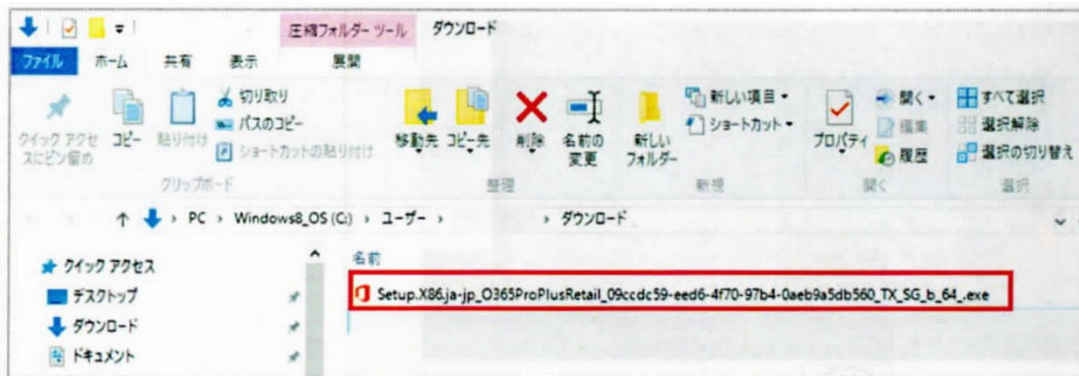 圧縮フォルダー ツール ダウンロード
ファイル ホーム 共有 表示 展開
クイック アクセスにピン留め
コピー
貼り付け
切り取り
パスのコピー
ショートカットの貼り付け
クリップボード
移動先 コピー先 削除 名前の変更
整理
新しいフォルダー
新しい項目
ショートカット
新規
プロパティ
開く
編集
履歴
開く
すべて選択
選択解除
選択の切り替え
選択
PC › Windows8_OS (C:) › ユーザー › › ダウンロード
クイック アクセス
デスクトップ
ダウンロード
ドキュメント
名前
Setup.X86.ja-jp_O365ProPlusRetail_09ccdc59-eed6-4f70-97b4-0aeb9a5db560_TX_SG_b_64_.exe